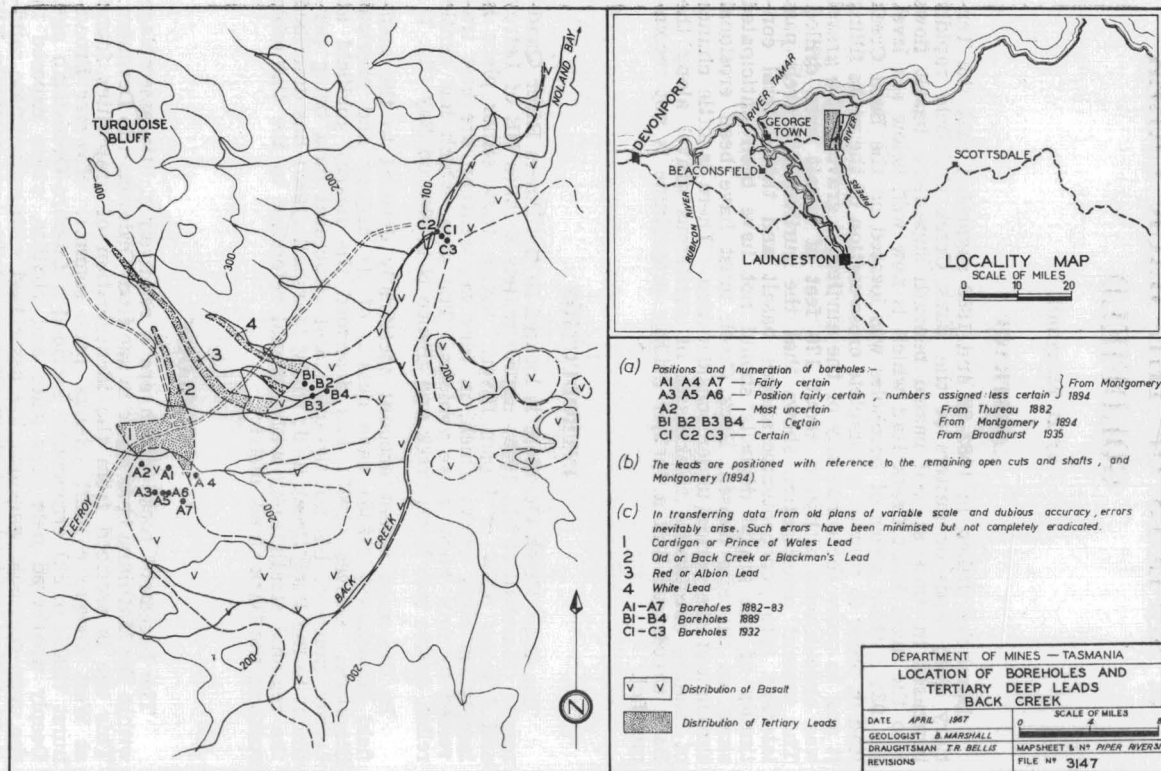 NOLAND BAY
TURQUOISE
BLUFF
400
200
100
200
300
C2
C1
C3
4
3
2
1
B1
B2
B4
B3
200
A2
A1
A4
A3
A5
A6
A7
LEFROY
200
BACK CREEK
200
200
N
DEVONPORT
RIVER TAMAR
GEORGE
TOWN
PIPERS RIVER
BEACONSFIELD
SCOTTSDALE
RUBICON RIVER
LAUNCESTON
LOCALITY MAP
SCALE OF MILES
0 10 20
(a) Positions and numeration of boreholes:-
A1 A4 A7 — Fairly certain
A3 A5 A6 — Position fairly certain, numbers assigned less certain } From Montgomery 1894
A2 — Most uncertain From Thureau 1882
B1 B2 B3 B4 — Certain From Montgomery 1894
C1 C2 C3 — Certain From Broadhurst 1935
(b) The leads are positioned with reference to the remaining open cuts and shafts, and
Montgomery (1894)
(c) In transferring data from old plans of variable scale and dubious accuracy, errors
inevitably arise. Such errors have been minimised but not completely eradicated.
1 Cardigan or Prince of Wales Lead
2 Old or Back Creek or Blackman's Lead
3 Red or Albion Lead
4 White Lead
A1-A7 Boreholes 1882-83
B1-B4 Boreholes 1889
C1-C3 Boreholes 1932
V V Distribution of Basalt
Distribution of Tertiary Leads
DEPARTMENT OF MINES — TASMANIA
LOCATION OF BOREHOLES AND
TERTIARY DEEP LEADS
BACK CREEK
DATE APRIL 1967
SCALE OF MILES
0 4 8
GEOLOGIST B. MARSHALL
DRAUGHTSMAN T.R. BELLIS
MAPSHEET & Nº PIPER RIVER
REVISIONS
FILE Nº 3147